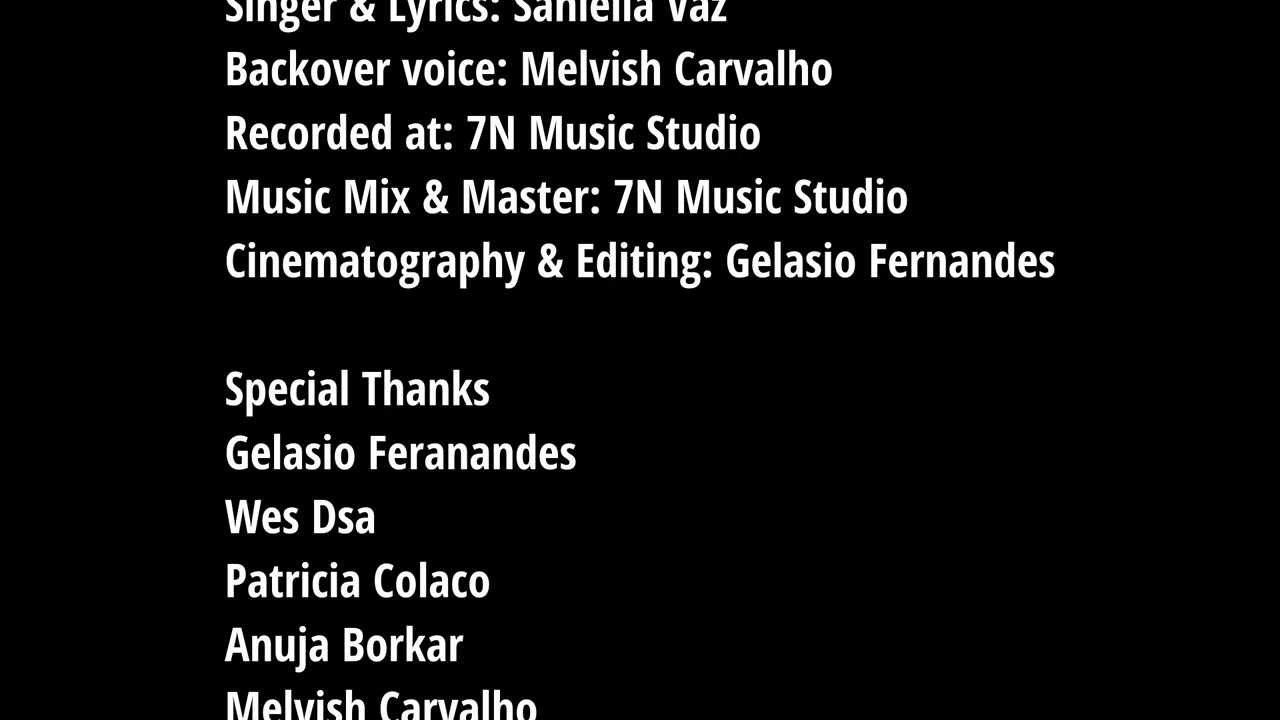 Singer & Lyrics: Saniella Vaz
Backover voice: Melvish Carvalho
Recorded at: 7N Music Studio
Music Mix & Master: 7N Music Studio
Cinematography & Editing: Gelasio Fernandes
Special Thanks
Gelasio Feranandes
Wes Dsa
Patricia Colaco
Anuja Borkar
Melvish Carvalho